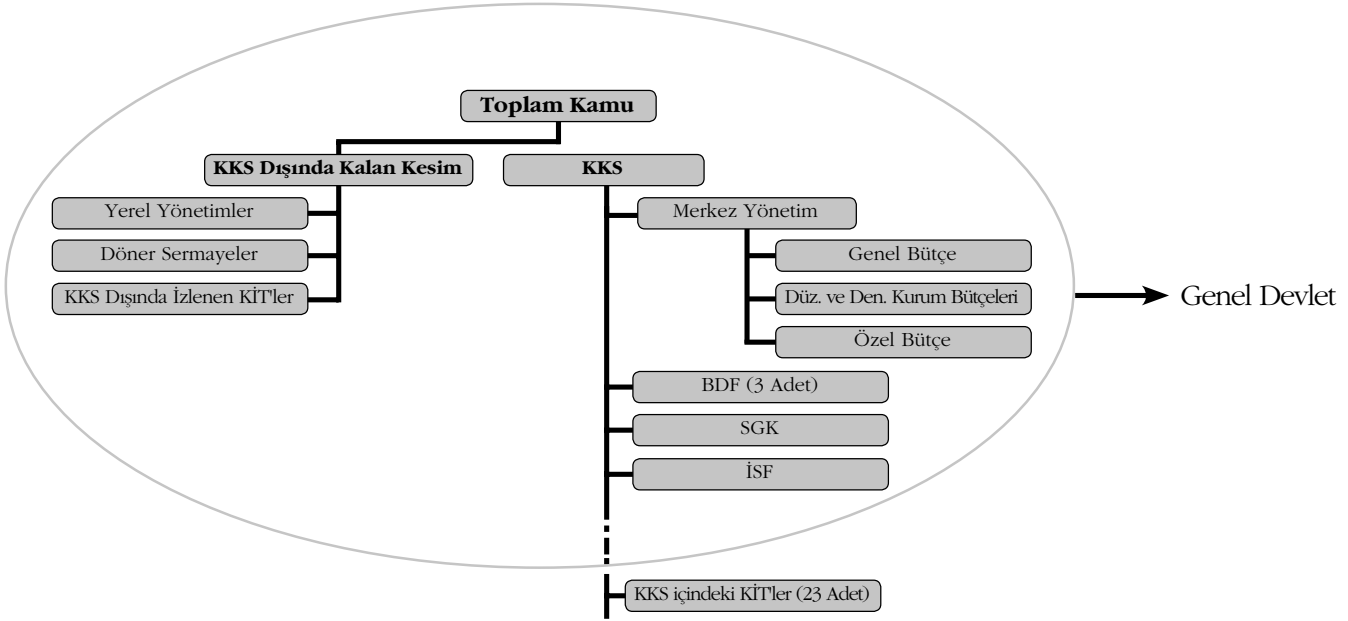 Toplam Kamu
KKS Dışında Kalan Kesim
Yerel Yönetimler
Döner Sermayeler
KKS Dışında İzlenen KİT'ler
KKS
Merkez Yönetim
Genel Bütçe
Düz. ve Den. Kurum Bütçeleri
Özel Bütçe
BDF (3 Adet)
SGK
İSF
KKS içindeki KİT'ler (23 Adet)
Genel Devlet